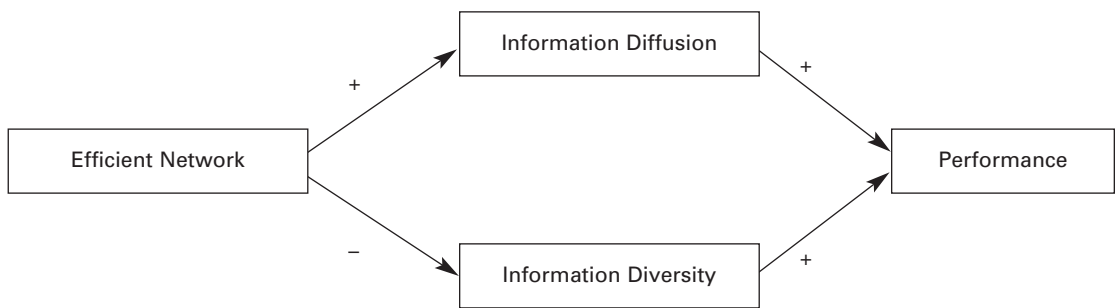 Information Diffusion
+
+
Efficient Network
Performance
–
+
Information Diversity